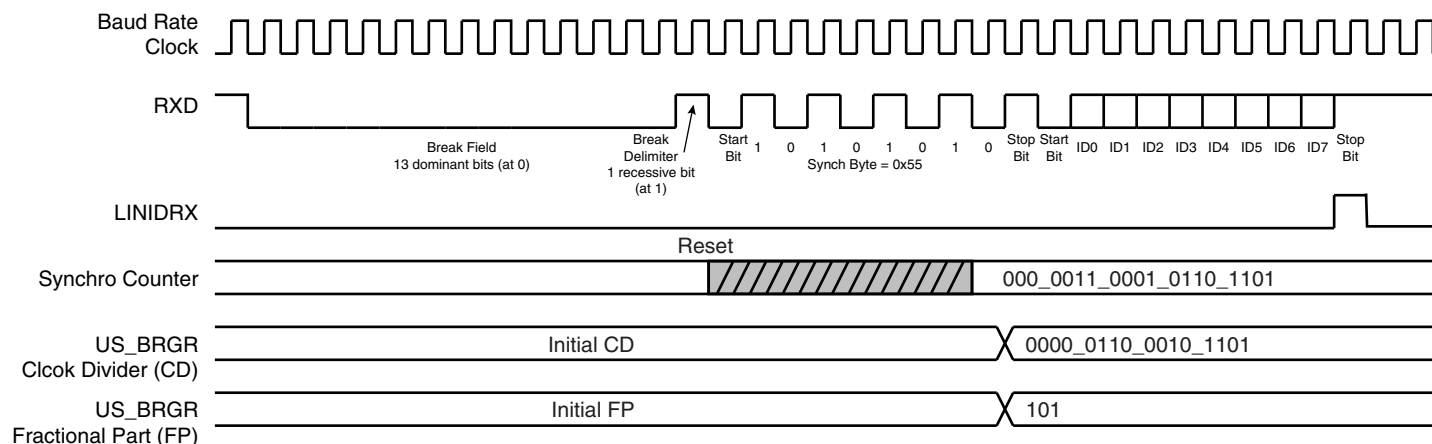 Baud Rate
Clock
RXD
Break Field
13 dominant bits (at 0)
Break
Delimiter
1 recessive bit
(at 1)
Start
Bit
1 0 1 0 1 0 1 0
Synch Byte = 0x55
Stop
Bit
Start
Bit
ID0 ID1 ID2 ID3 ID4 ID5 ID6 ID7
Stop
Bit
LINIDRX
Reset
Synchro Counter
000_0011_0001_0110_1101
US_BRGR
Clcok Divider (CD)
Initial CD
0000_0110_0010_1101
US_BRGR
Fractional Part (FP)
Initial FP
101